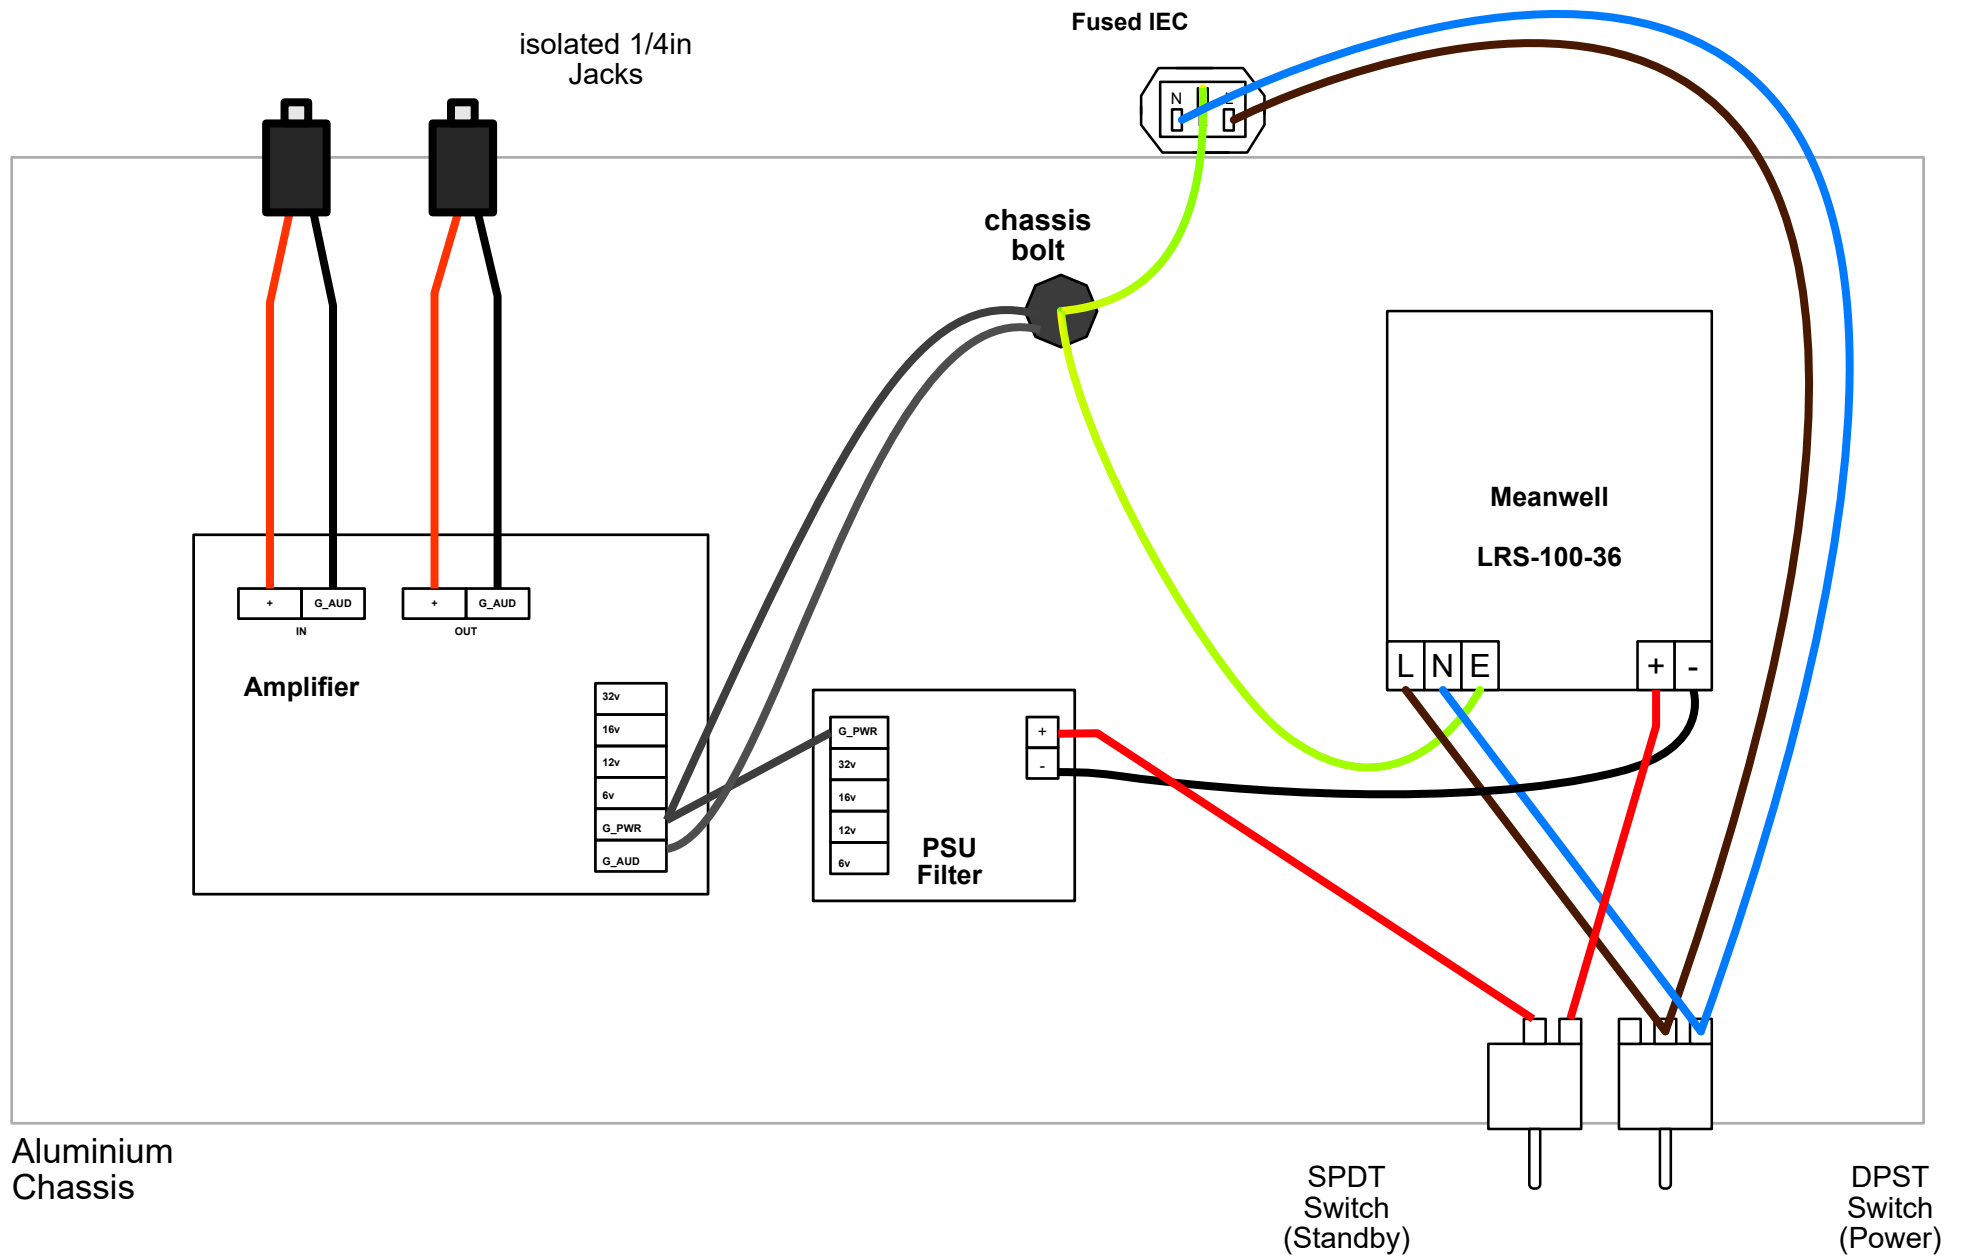 Fused IEC
isolated 1/4in
Jacks
N
L
chassis
bolt
Meanwell
LRS-100-36
+
G_AUD
+
G_AUD
IN
OUT
L
N
E
+
-
Amplifier
32v
16v
12v
6v
G_PWR
G_AUD
G_PWR
32v
16v
12v
6v
+
-
PSU
Filter
Aluminium
Chassis
SPDT
Switch
(Standby)
DPST
Switch
(Power)